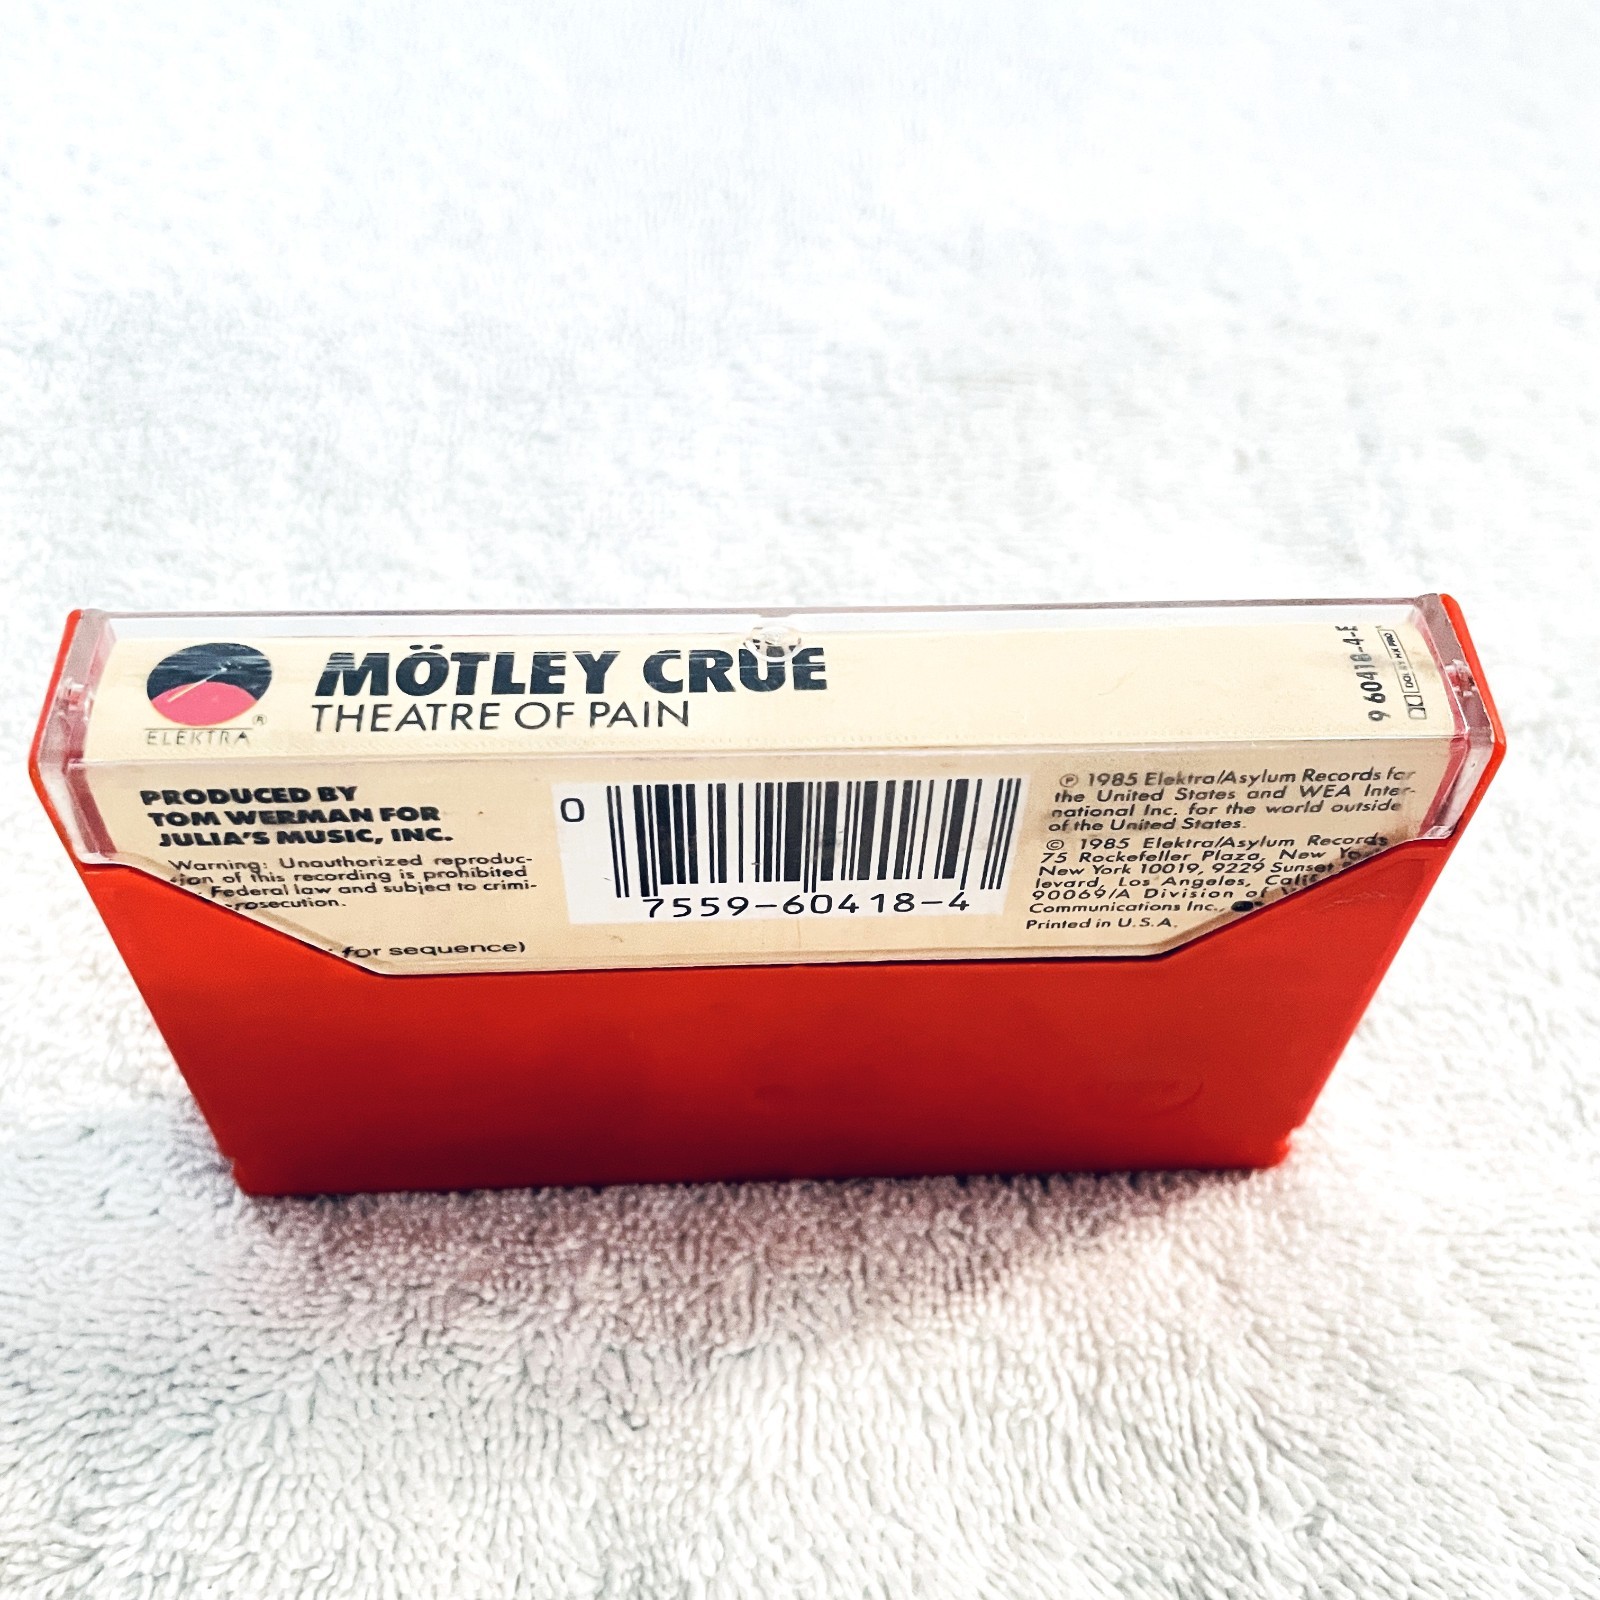 MÖTLEY CRÜE
THEATRE OF PAIN
ELEKTRA®
9 60418-4-E
DOLBY HX PRO
PRODUCED BY
TOM WERMAN FOR
JULIA'S MUSIC, INC.
Warning: Unauthorized reproduc-
of this recording is prohibited
Federal law and subject to crimi-
for sequence)
0
7559-60418-4
℗ 1985 Elektra/Asylum Records for
the United States and WEA Inter-
national Inc. for the world outside
of the United States.
© 1985 Elektra/Asylum Records
75 Rockefeller Plaza, New
New York 10019, 9229 Sunset
levard, Los Angeles,
90069/A Division of
Communications Inc.,
Printed in U.S.A.